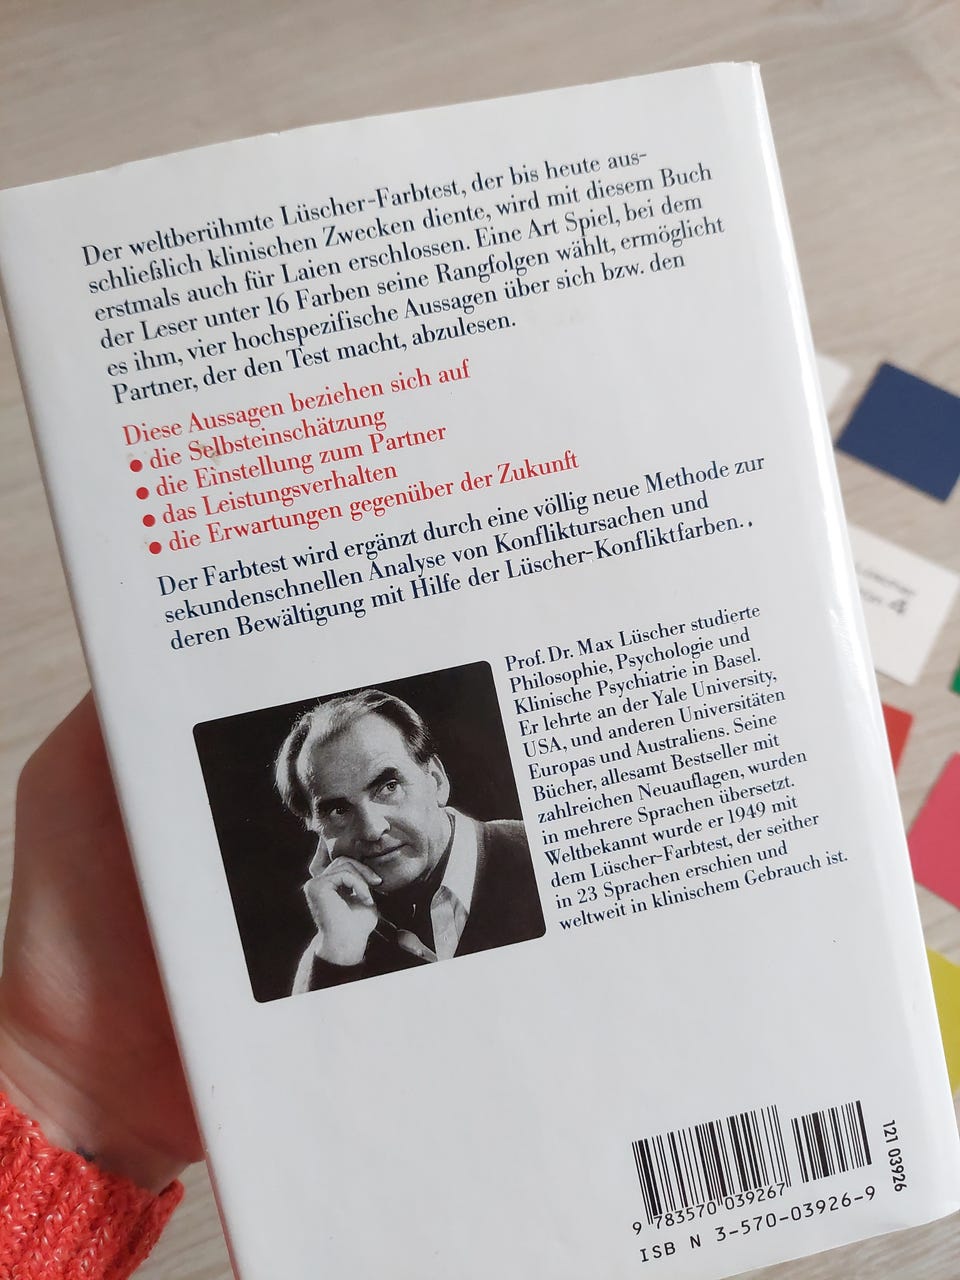 Der weltberühmte Lüscher-Farbtest, der bis heute aus-
schließlich klinischen Zwecken diente, wird mit diesem Buch
erstmals auch für Laien erschlossen. Eine Art Spiel, bei dem
der Leser unter 16 Farben seine Rangfolgen wählt, ermöglicht
es ihm, vier hochspezifische Aussagen über sich bzw. den
Partner, der den Test macht, abzulesen.
Diese Aussagen beziehen sich auf
● die Selbsteinschätzung
● die Einstellung zum Partner
● das Leistungsverhalten
● die Erwartungen gegenüber der Zukunft
Der Farbtest wird ergänzt durch eine völlig neue Methode zur
sekundenschnellen Analyse von Konfliktursachen und
deren Bewältigung mit Hilfe der Lüscher-Konfliktfarben..
Prof. Dr. Max Lüscher studierte
Philosophie, Psychologie und
Klinische Psychiatrie in Basel.
Er lehrte an der Yale University,
USA, und anderen Universitäten
Europas und Australiens. Seine
Bücher, allesamt Bestseller mit
zahlreichen Neuauflagen, wurden
in mehrere Sprachen übersetzt.
Weltbekannt wurde er 1949 mit
dem Lüscher-Farbtest, der seither
in 23 Sprachen erschien und
weltweit in klinischem Gebrauch ist.
9 783570 039267
ISBN 3-570-03926-9
121 03926
4